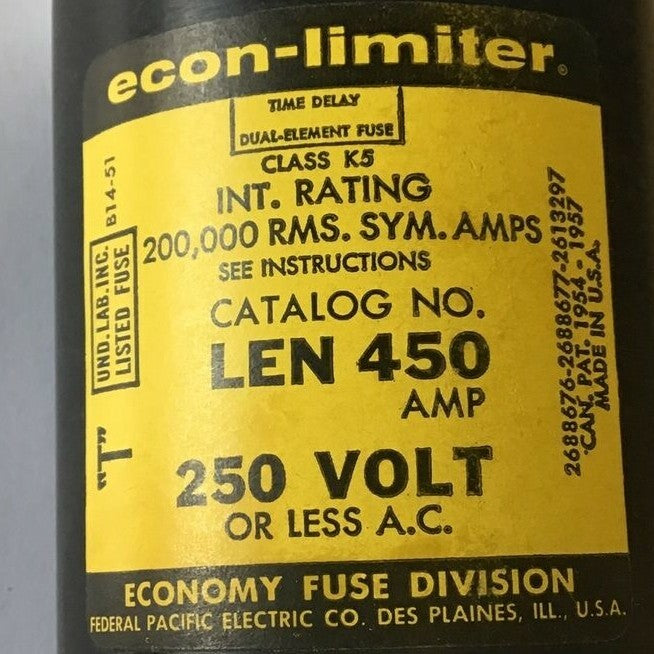 econ-limiter®
TIME DELAY
DUAL-ELEMENT FUSE
CLASS K5
INT. RATING
200,000 RMS. SYM. AMPS
SEE INSTRUCTIONS
CATALOG NO.
LEN 450
AMP
250 VOLT
OR LESS A.C.
UND. LAB. INC.
LISTED FUSE
B14-51
"T"
2688676-2688677-2613297
CAN. PAT. 1954 - 1957
MADE IN U.S.A.
ECONOMY FUSE DIVISION
FEDERAL PACIFIC ELECTRIC CO. DES PLAINES, ILL., U.S.A.